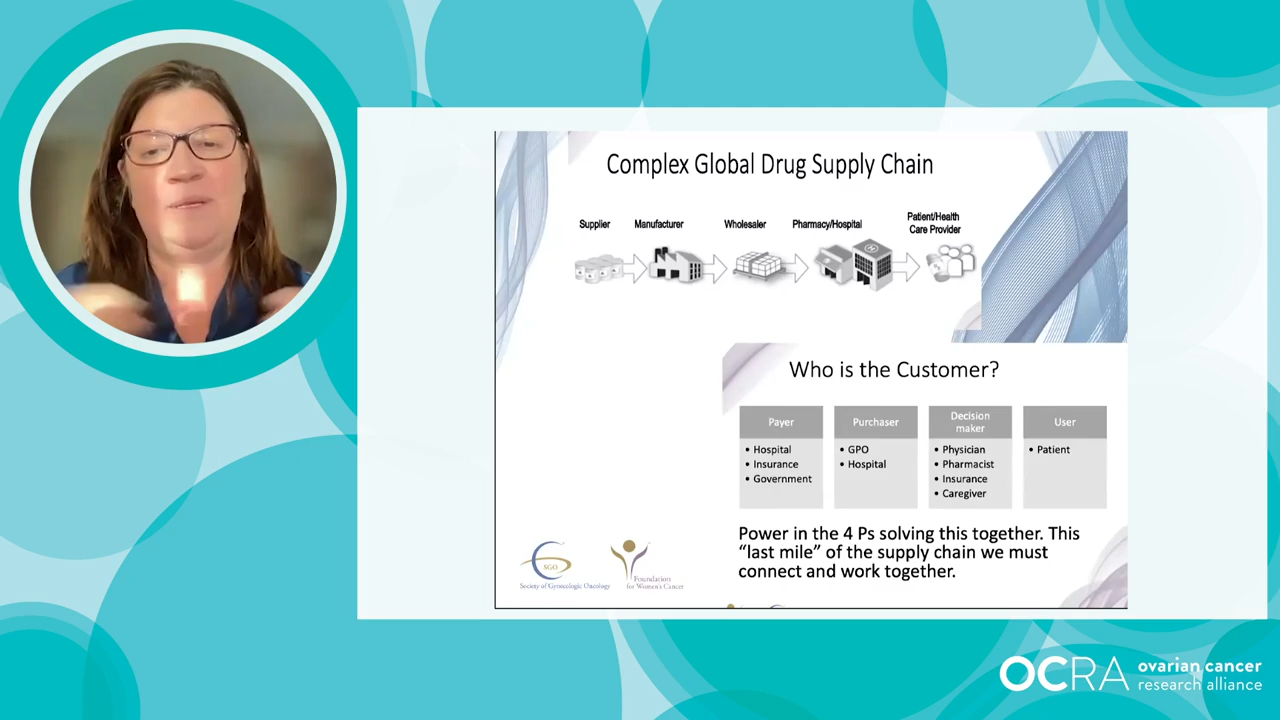 Complex Global Drug Supply Chain
Supplier
Manufacturer
Wholesaler
Pharmacy/Hospital
Patient/Health
Care Provider
Who is the Customer?
Payer
• Hospital
• Insurance
• Government
Purchaser
• GPO
• Hospital
Decision
maker
• Physician
• Pharmacist
• Insurance
• Caregiver
User
• Patient
Power in the 4 Ps solving this together. This
“last mile” of the supply chain we must
connect and work together.
SGO
Society of Gynecologic Oncology
Foundation
for Women's Cancer
OCRA
ovarian cancer
research alliance